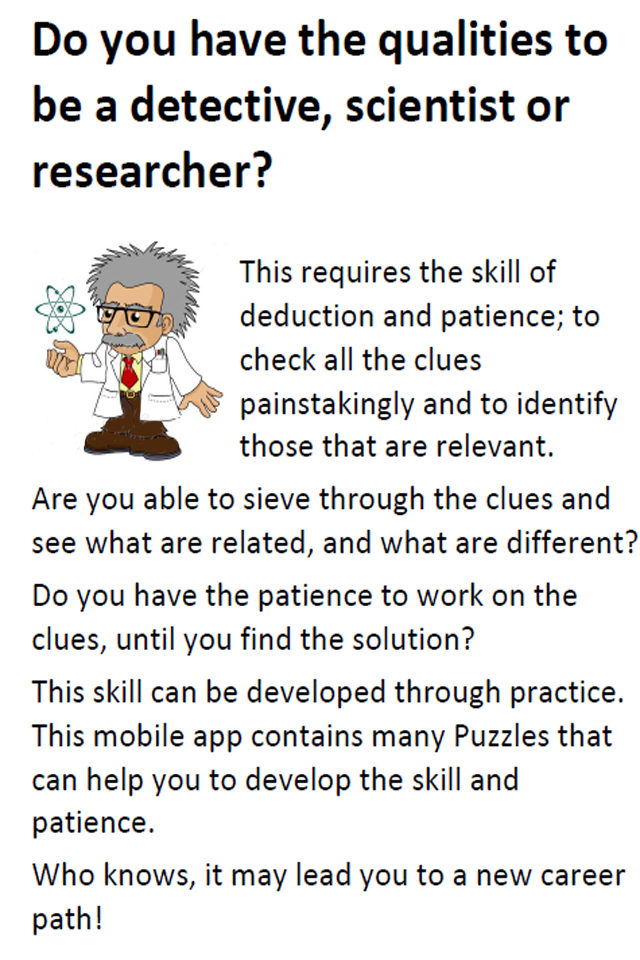 Do you have the qualities to
be a detective, scientist or
researcher?
This requires the skill of
deduction and patience; to
check all the clues
painstakingly and to identify
those that are relevant.
Are you able to sieve through the clues and
see what are related, and what are different?
Do you have the patience to work on the
clues, until you find the solution?
This skill can be developed through practice.
This mobile app contains many Puzzles that
can help you to develop the skill and
patience.
Who knows, it may lead you to a new career
path!